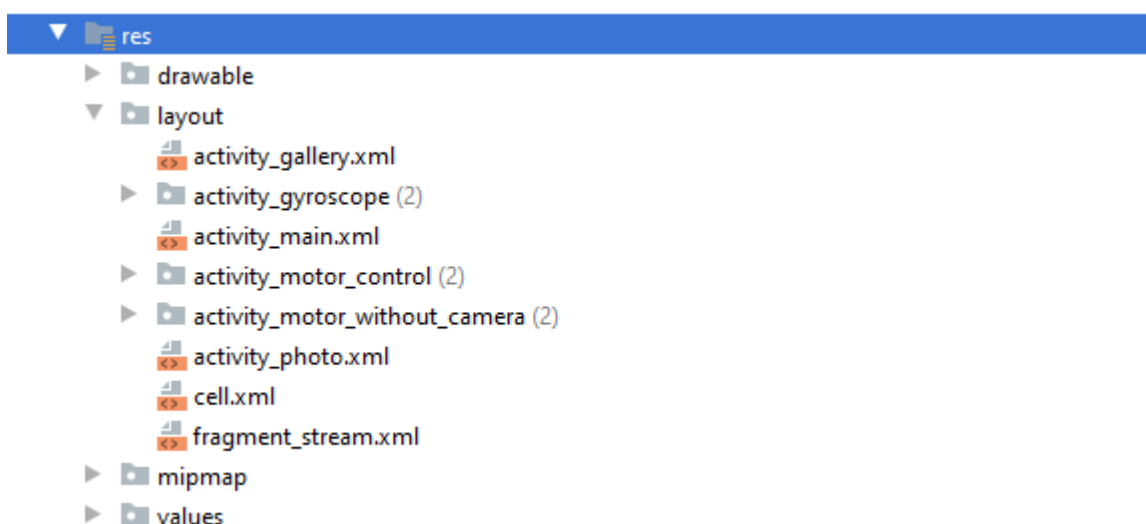 res
drawable
layout
activity_gallery.xml
activity_gyroscope (2)
activity_main.xml
activity_motor_control (2)
activity_motor_without_camera (2)
activity_photo.xml
cell.xml
fragment_stream.xml
mipmap
values